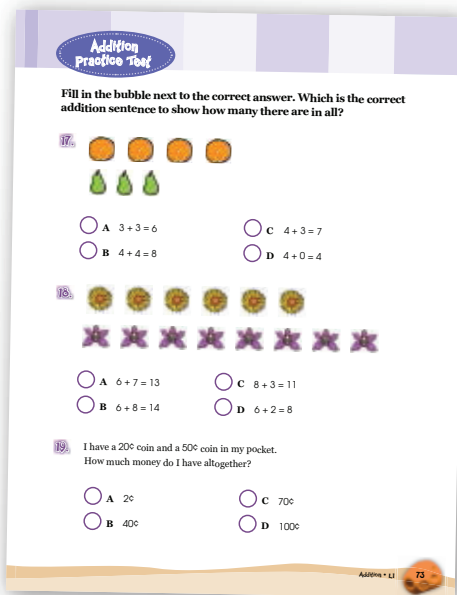 Addition
Practice Test
Fill in the bubble next to the correct answer. Which is the correct
addition sentence to show how many there are in all?
17.
A 3 + 3 = 6
C 4 + 3 = 7
B 4 + 4 = 8
D 4 + 0 = 4
18.
A 6 + 7 = 13
C 8 + 3 = 11
B 6 + 8 = 14
D 6 + 2 = 8
19. I have a 20¢ coin and a 50¢ coin in my pocket.
How much money do I have altogether?
A 2¢
C 70¢
B 40¢
D 100¢
Addition • L1 73